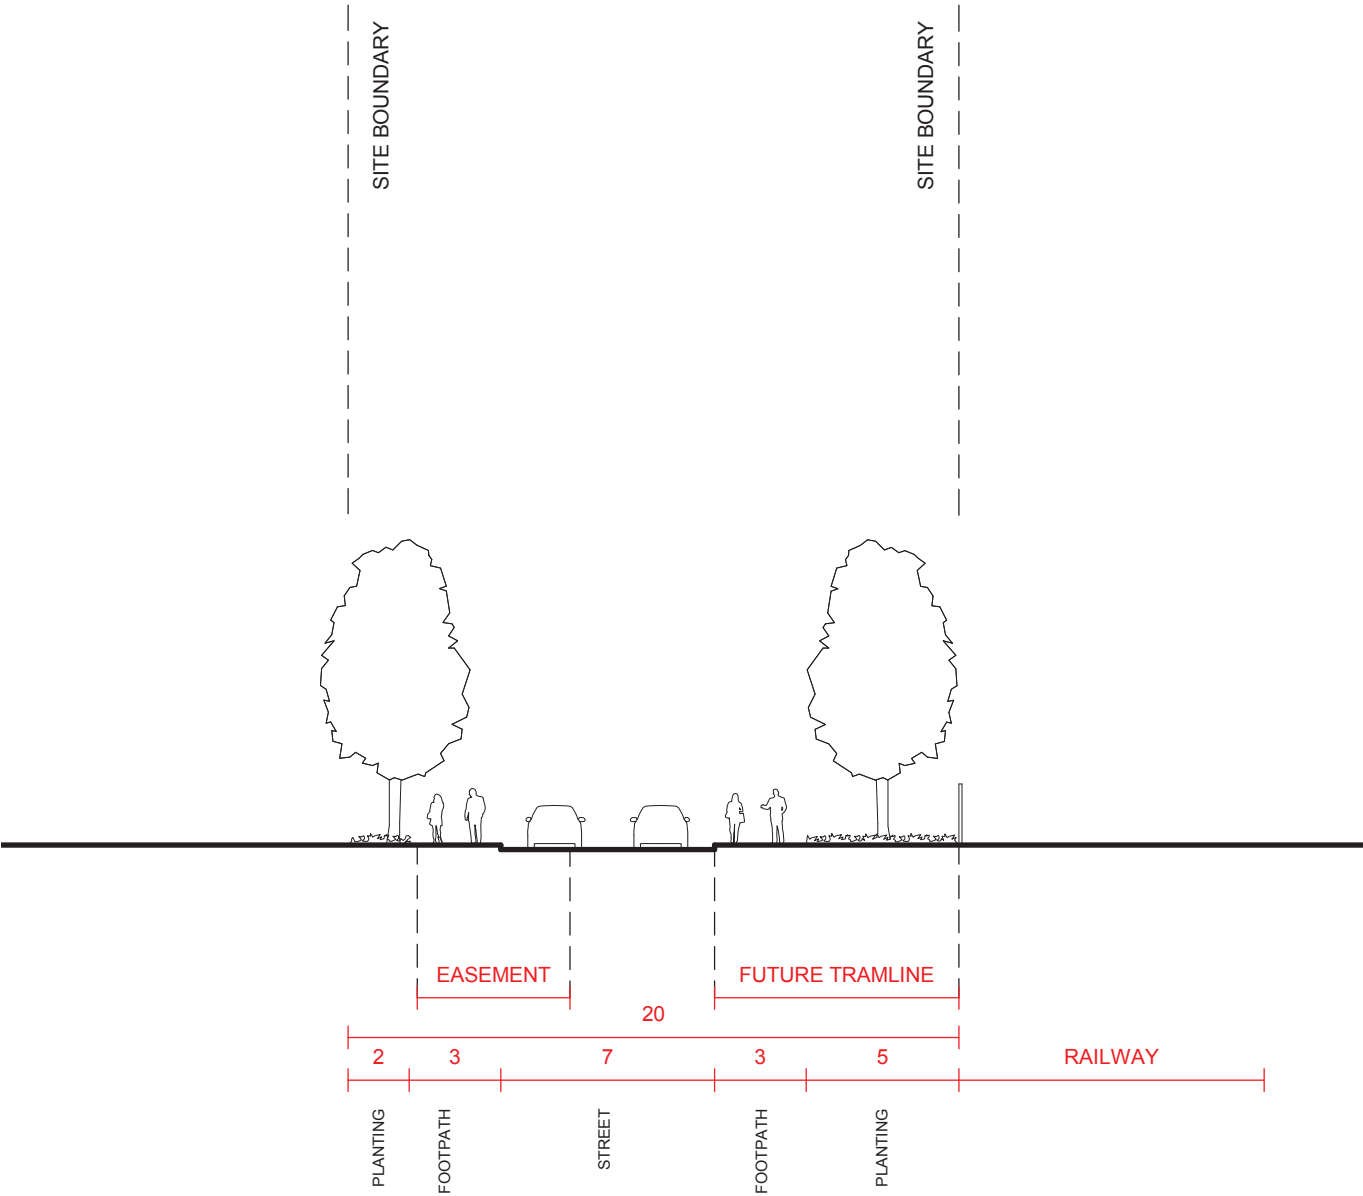 SITE BOUNDARY
SITE BOUNDARY
EASEMENT
FUTURE TRAMLINE
20
2
3
7
3
5
RAILWAY
PLANTING
FOOTPATH
STREET
FOOTPATH
PLANTING